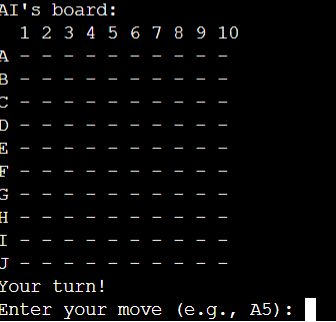 AI's board:
  1 2 3 4 5 6 7 8 9 10
A - - - - - - - - - -
B - - - - - - - - - -
C - - - - - - - - - -
D - - - - - - - - - -
E - - - - - - - - - -
F - - - - - - - - - -
G - - - - - - - - - -
H - - - - - - - - - -
I - - - - - - - - - -
J - - - - - - - - - -
Your turn!
Enter your move (e.g., A5):